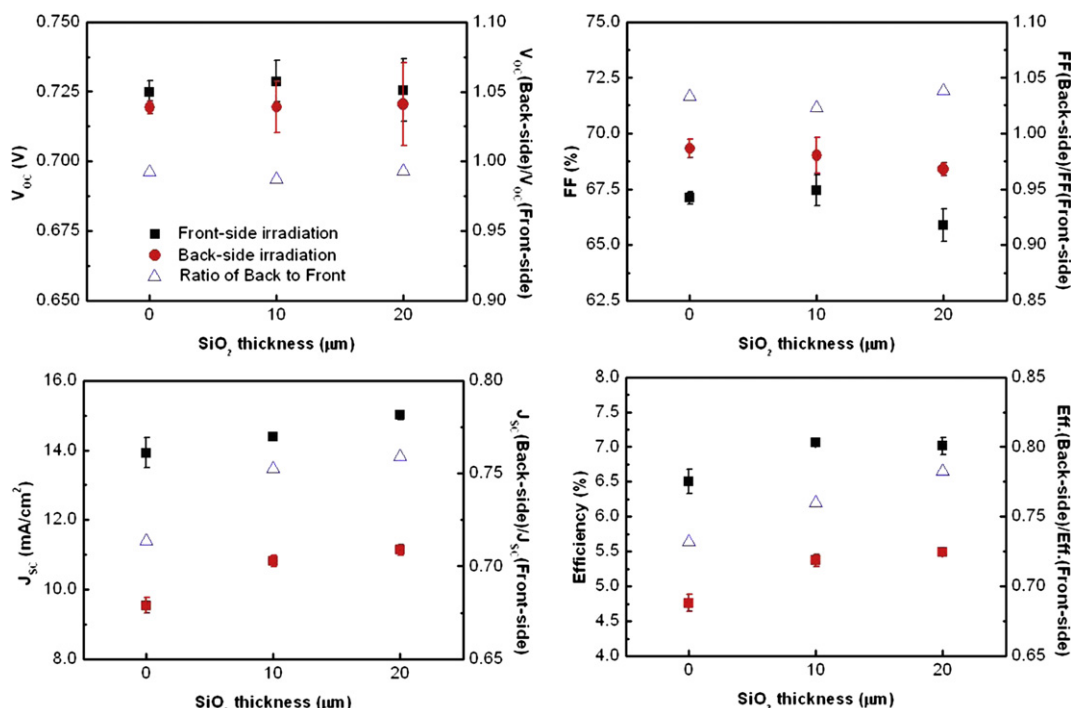 0.750
0.725
0.700
0.675
0.650
V_OC (V)
1.10
1.05
1.00
0.95
0.90
V_OC(Back-side)/V_OC(Front-side)
Front-side irradiation
Back-side irradiation
Ratio of Back to Front
0 10 20
SiO₂ thickness (μm)
75.0
72.5
70.0
67.5
65.0
62.5
FF (%)
1.10
1.05
1.00
0.95
0.90
0.85
FF(Back-side)/FF(Front-side)
0 10 20
SiO₂ thickness (μm)
16.0
14.0
12.0
10.0
8.0
J_SC (mA/cm²)
0.80
0.75
0.70
0.65
J_SC(Back-side)/J_SC(Front-side)
0 10 20
SiO₂ thickness (μm)
8.0
7.5
7.0
6.5
6.0
5.5
5.0
4.5
4.0
Efficiency (%)
0.85
0.80
0.75
0.70
0.65
Eff.(Back-side)/Eff.(Front-side)
0 10 20
SiO₂ thickness (μm)